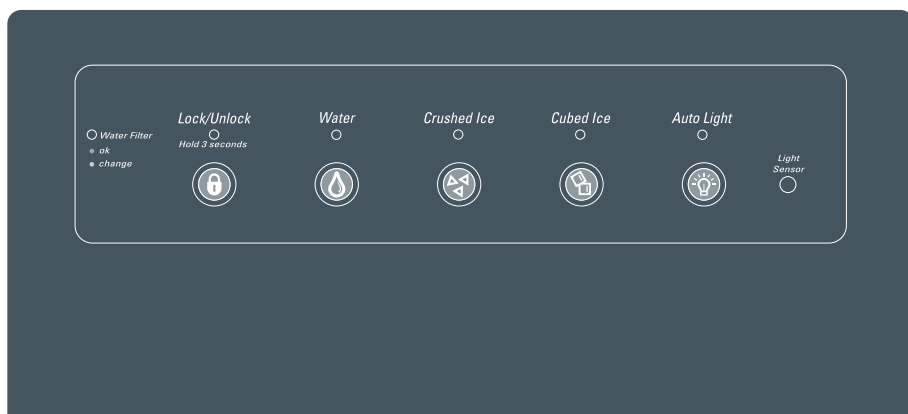 Water Filter
ok
change
Lock/Unlock
Hold 3 seconds
Water
Crushed Ice
Cubed Ice
Auto Light
Light
Sensor